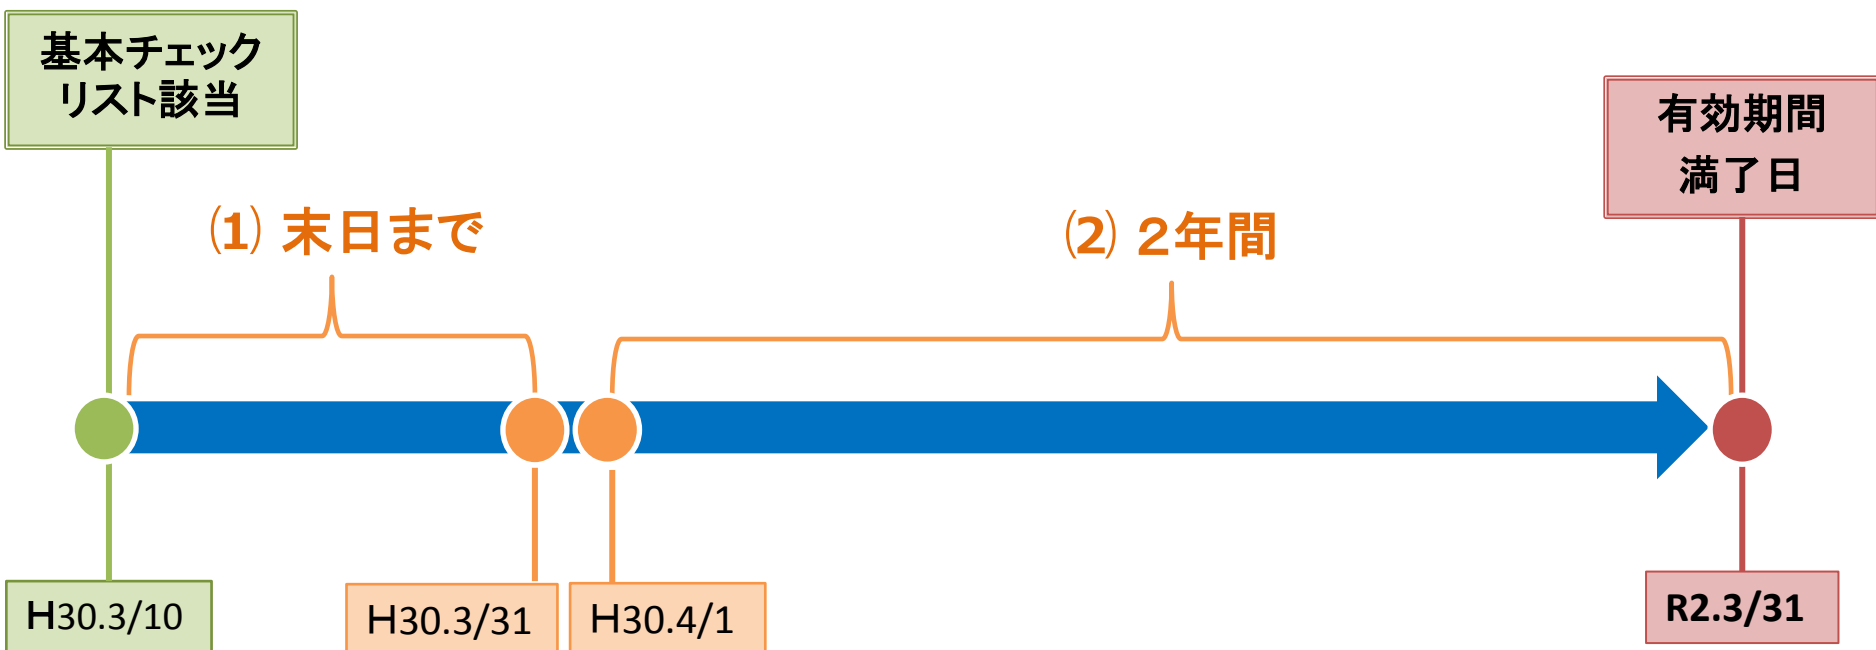 基本チェック
リスト該当
有効期間
満了日
⑴ 末日まで
⑵ ２年間
H30.3/10
H30.3/31
H30.4/1
R2.3/31